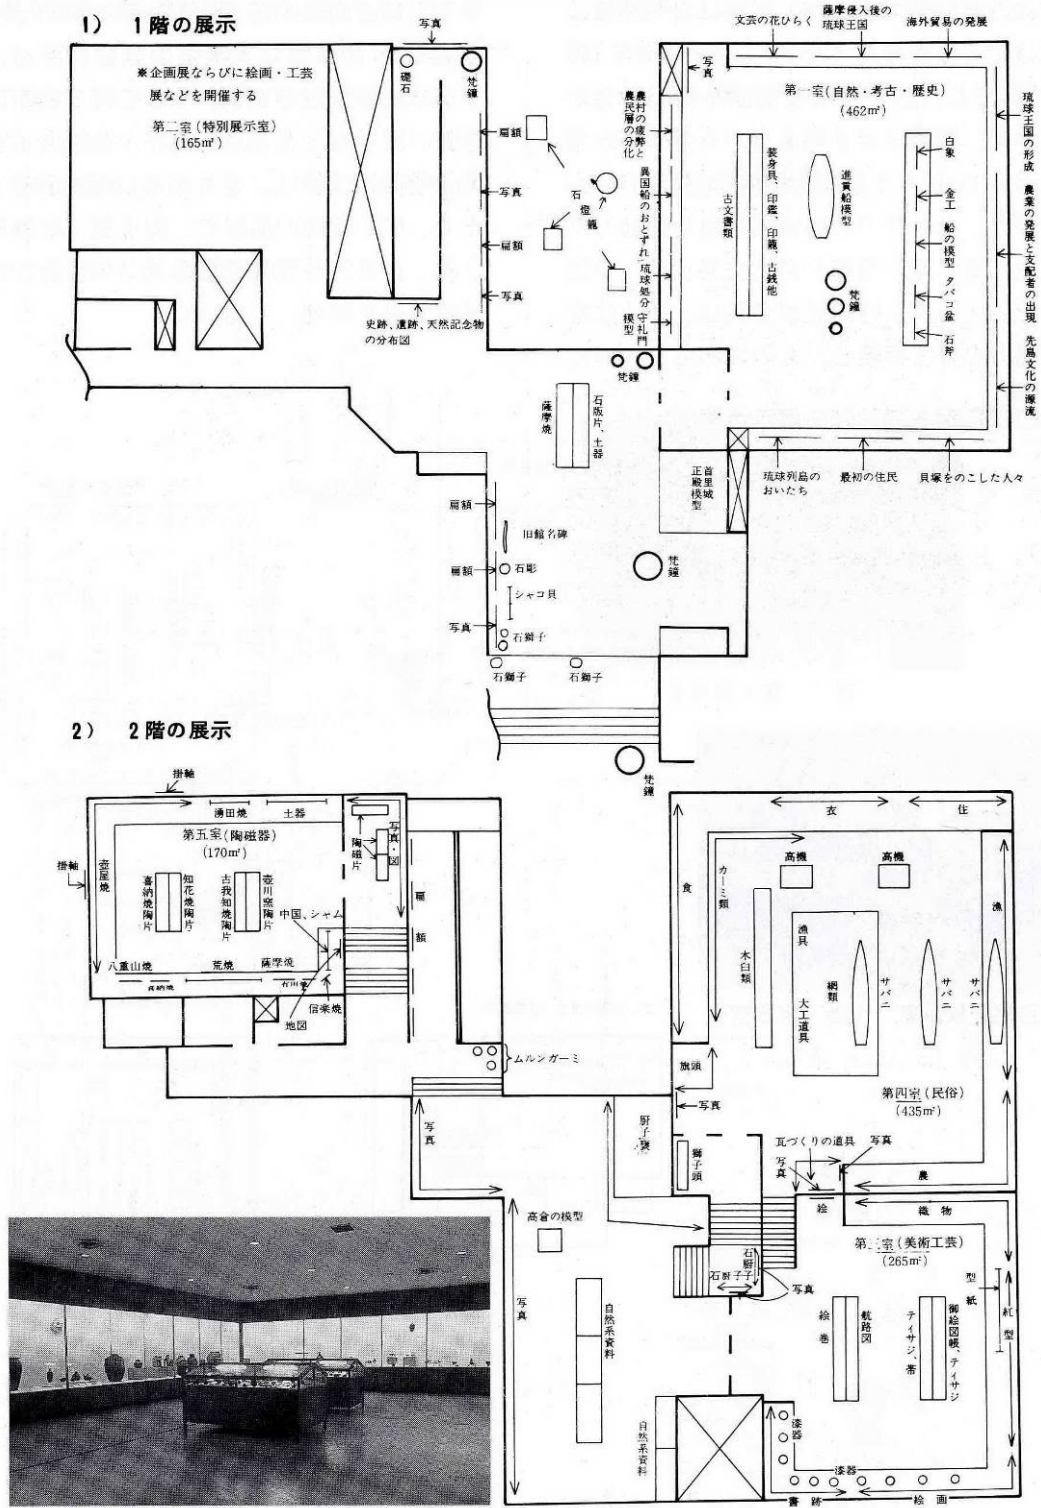 1） 1階の展示
写真
※企画展ならびに絵画・工芸
展などを開催する
第二室(特別展示室)
(165㎡)
礎石
梵鐘
扁額
写真
扁額
写真
石燈籠
史跡、遺跡、天然記念物
の分布図
文芸の花ひらく
薩摩侵入後の
琉球王国
海外貿易の発展
写真
第一室(自然・考古・歴史)
(462㎡)
農村の疲弊と
農民層の分化
異国船のおとずれ
琉球処分
守礼門
模型
古文書類
装身具、印鑑、印籠、古銭他
進貢船模型
梵鐘
白象
金工
船の模型
タバコ盆
石斧
琉球王国の形成
農業の発展と支配者の出現
先島文化の源流
琉球列島の
おいたち
最初の住民
貝塚をのこした人々
梵鐘
薩摩焼
石版片、土器
首里城
正殿模型
扁額
旧館名碑
扁額
石彫
シャコ貝
写真
石獅子
梵鐘
石獅子
石獅子
梵鐘
2） 2階の展示
掛軸
湧田焼
土器
第五室(陶磁器)
(170㎡)
陶磁片
写真・図
掛軸
壺屋焼
喜納焼陶片
知花焼陶片
古我知焼陶片
壺川窯陶片
中国、シャム
扁額
八重山焼
荒焼
薩摩焼
喜納焼
信楽焼
地図
ムルンガーミ
衣
住
食
カーミ類
高機
高機
漁
木臼類
漁具
網類
大工道具
サバニ
サバニ
サバニ
旗頭
写真
第四室(民俗)
(435㎡)
獅子頭
瓦づくりの道具
写真
写真
絵
農
写真
厨子甕
高倉の模型
写真
自然系資料
自然系資料
石厨子
石厨子
写真
織物
第三室(美術工芸)
(265㎡)
型紙
紅型
絵巻
航路図
ティサジ、帯
御絵図帳、ティサジ
漆器
漆器
書跡
絵画